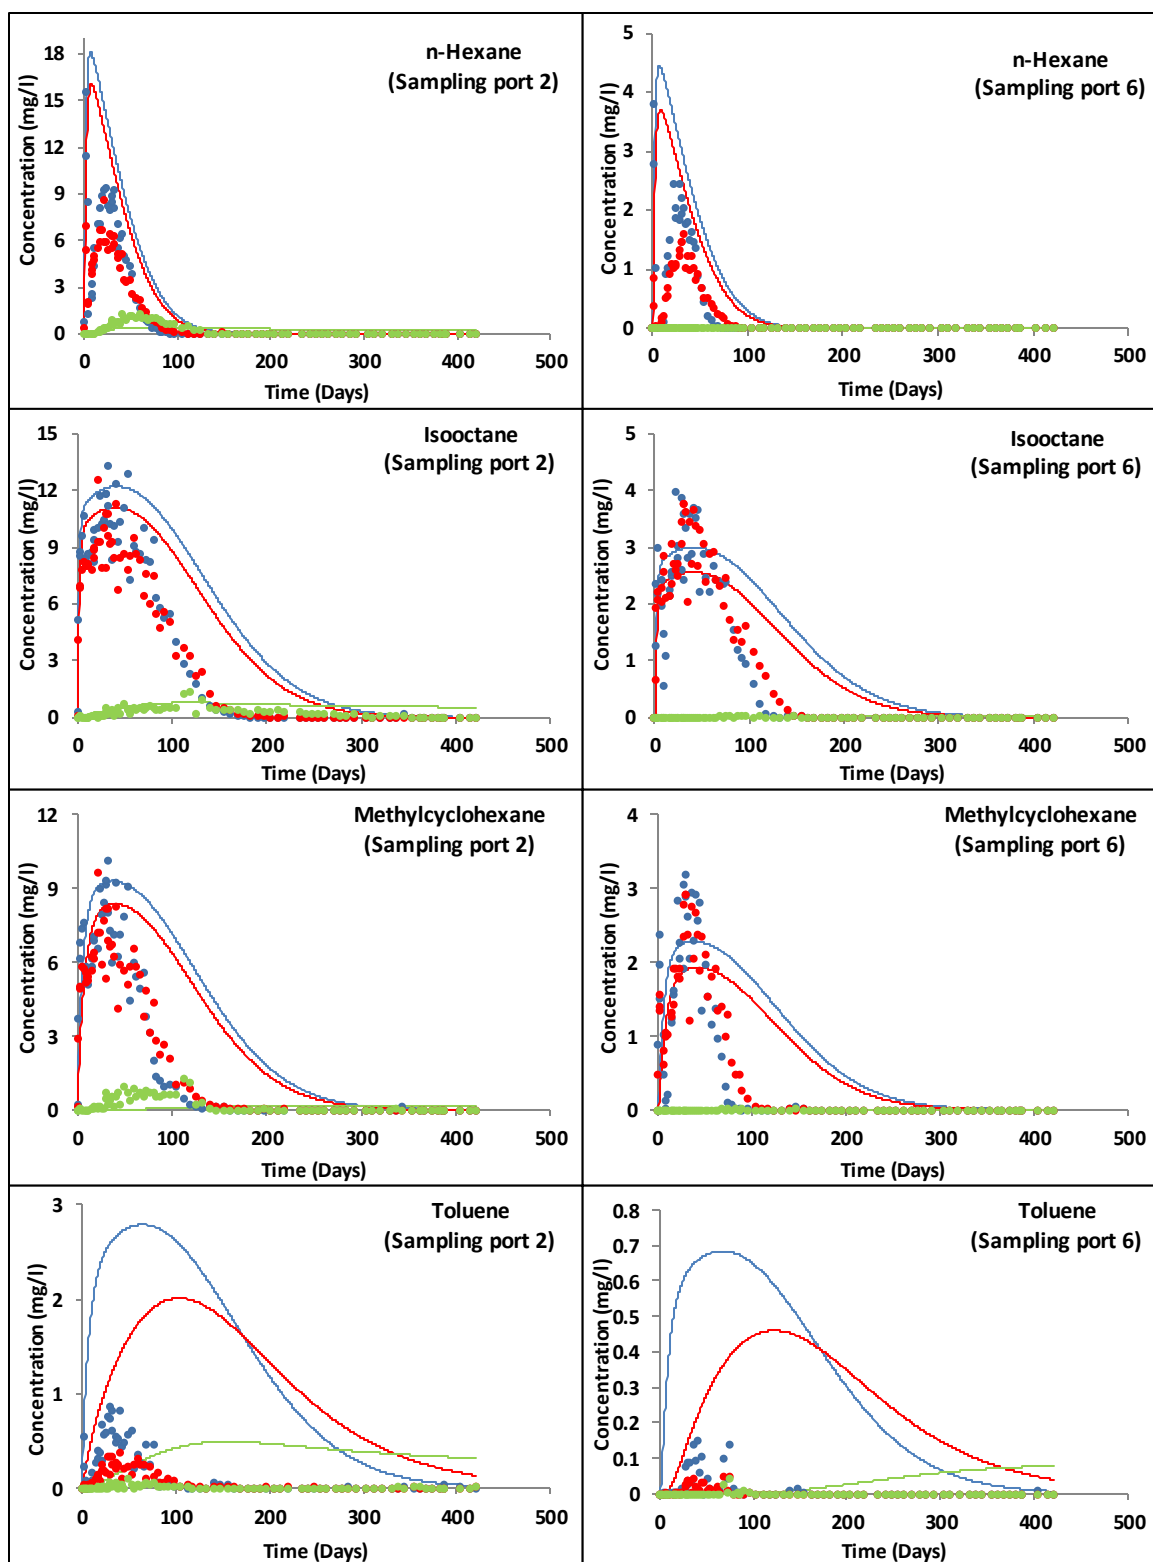 n-Hexane
(Sampling port 2)
Concentration (mg/l)
18
15
12
9
6
3
0
0 100 200 300 400 500
Time (Days)
n-Hexane
(Sampling port 6)
Concentration (mg/l)
5
4
3
2
1
0
0 100 200 300 400 500
Time (Days)
Isooctane
(Sampling port 2)
Concentration (mg/l)
15
12
9
6
3
0
0 100 200 300 400 500
Time (Days)
Isooctane
(Sampling port 6)
Concentration (mg/l)
5
4
3
2
1
0
0 100 200 300 400 500
Time (Days)
Methylcyclohexane
(Sampling port 2)
Concentration (mg/l)
12
9
6
3
0
0 100 200 300 400 500
Time (Days)
Methylcyclohexane
(Sampling port 6)
Concentration (mg/l)
4
3
2
1
0
0 100 200 300 400 500
Time (Days)
Toluene
(Sampling port 2)
Concentration (mg/l)
3
2
1
0
0 100 200 300 400 500
Time (Days)
Toluene
(Sampling port 6)
Concentration (mg/l)
0.8
0.7
0.6
0.5
0.4
0.3
0.2
0.1
0
0 100 200 300 400 500
Time (Days)